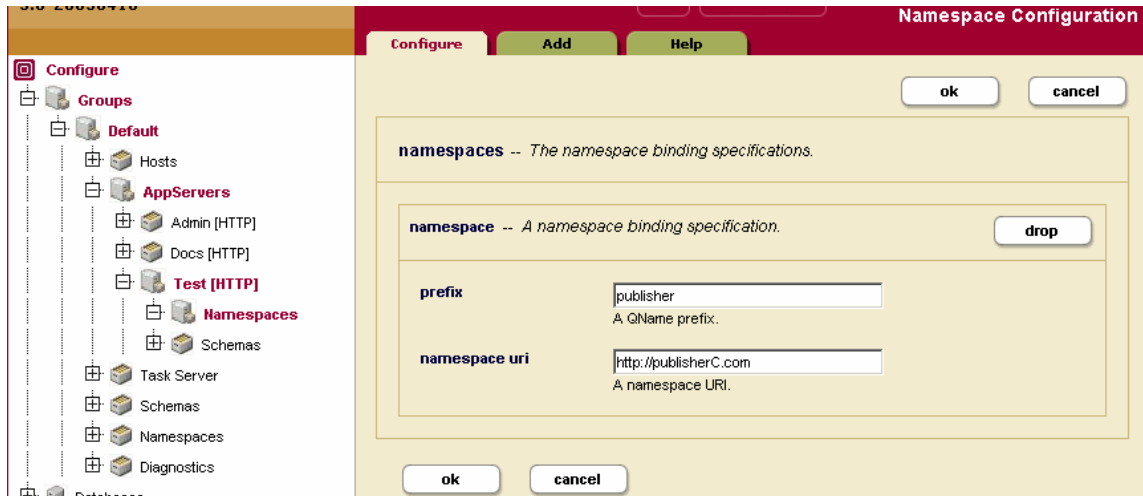 Namespace Configuration
Configure
Add
Help
Configure
Groups
Default
Hosts
AppServers
Admin [HTTP]
Docs [HTTP]
Test [HTTP]
Namespaces
Schemas
Task Server
Schemas
Namespaces
Diagnostics
Databases
ok cancel
namespaces -- The namespace binding specifications.
namespace -- A namespace binding specification.
drop
prefix
publisher
A QName prefix.
namespace uri
http://publisherC.com
A namespace URI.
ok cancel